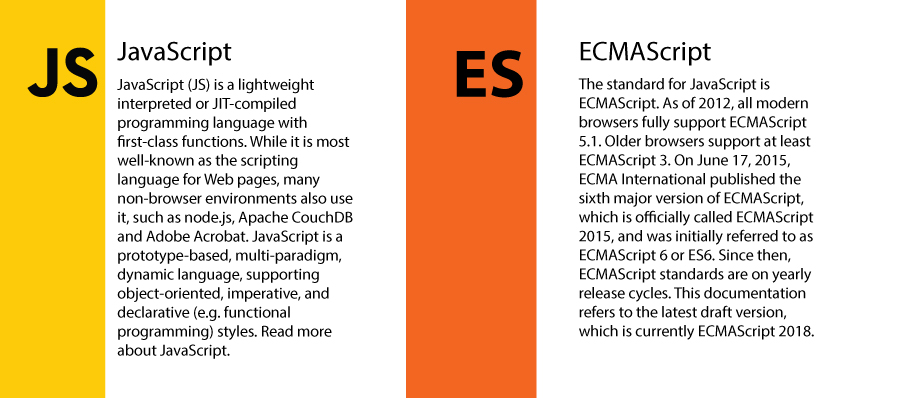 JS
JavaScript
JavaScript (JS) is a lightweight
interpreted or JIT-compiled
programming language with
first-class functions. While it is most
well-known as the scripting
language for Web pages, many
non-browser environments also use
it, such as node.js, Apache CouchDB
and Adobe Acrobat. JavaScript is a
prototype-based, multi-paradigm,
dynamic language, supporting
object-oriented, imperative, and
declarative (e.g. functional
programming) styles. Read more
about JavaScript.
ES
ECMAScript
The standard for JavaScript is
ECMAScript. As of 2012, all modern
browsers fully support ECMAScript
5.1. Older browsers support at least
ECMAScript 3. On June 17, 2015,
ECMA International published the
sixth major version of ECMAScript,
which is officially called ECMAScript
2015, and was initially referred to as
ECMAScript 6 or ES6. Since then,
ECMAScript standards are on yearly
release cycles. This documentation
refers to the latest draft version,
which is currently ECMAScript 2018.